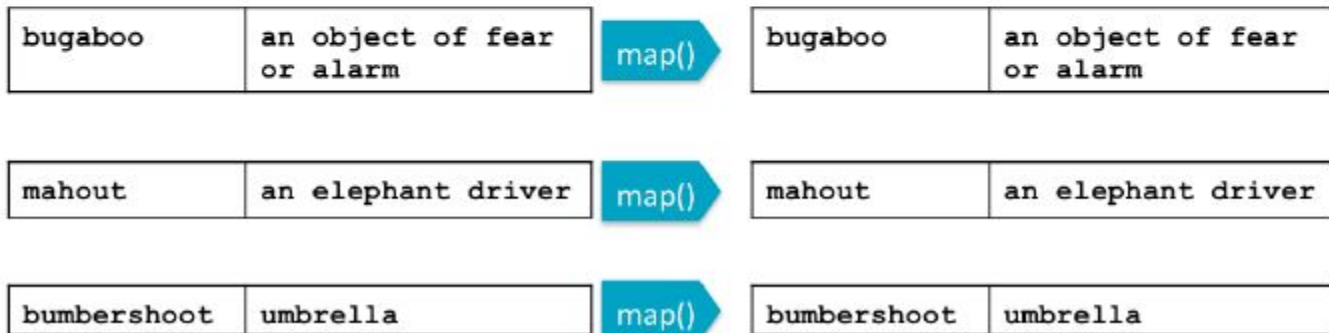 bugaboo an object of fear or alarm map() bugaboo an object of fear or alarm
mahout an elephant driver map() mahout an elephant driver
bumbershoot umbrella map() bumbershoot umbrella